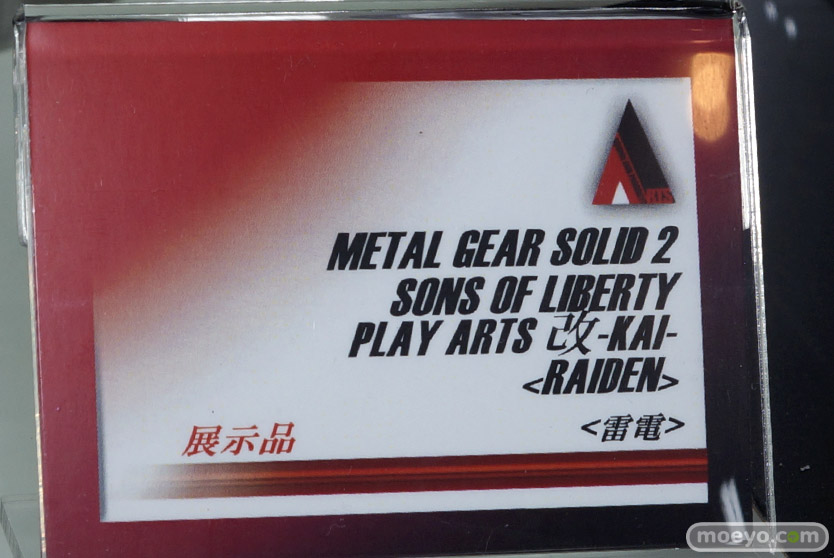 METAL GEAR SOLID 2
SONS OF LIBERTY
PLAY ARTS 改-KAI-
<RAIDEN>
<雷電>
展示品
moeyo.com